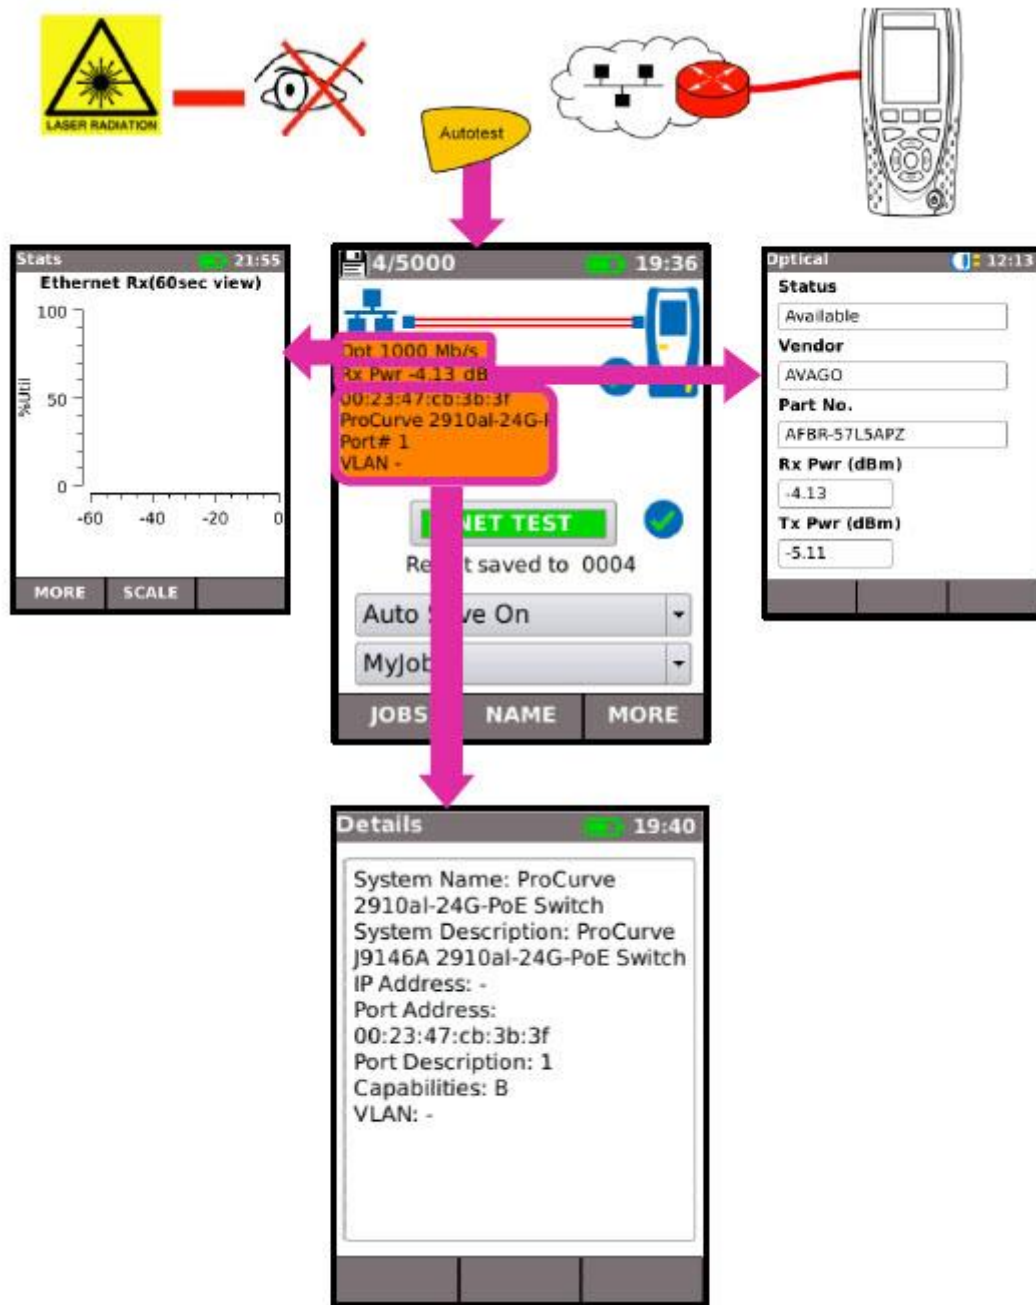 LASER RADIATION
Autotest
Stats 21:55
Ethernet Rx(60sec view)
100
%Util
50
0
-60 -40 -20 0
MORE SCALE
4/5000 19:36
Opt 1000 Mb/s
Rx Pwr -4.13 dB
00:23:47:cb:3b:3f
ProCurve 2910al-24G-
Port# 1
VLAN -
NET TEST
Re t saved to 0004
Auto ve On
MyJob
JOBS NAME MORE
Optical 12:13
Status
Available
Vendor
AVAGO
Part No.
AFBR-57L5APZ
Rx Pwr (dBm)
-4.13
Tx Pwr (dBm)
-5.11
Details 19:40
System Name: ProCurve
2910al-24G-PoE Switch
System Description: ProCurve
J9146A 2910al-24G-PoE Switch
IP Address: -
Port Address:
00:23:47:cb:3b:3f
Port Description: 1
Capabilities: B
VLAN: -